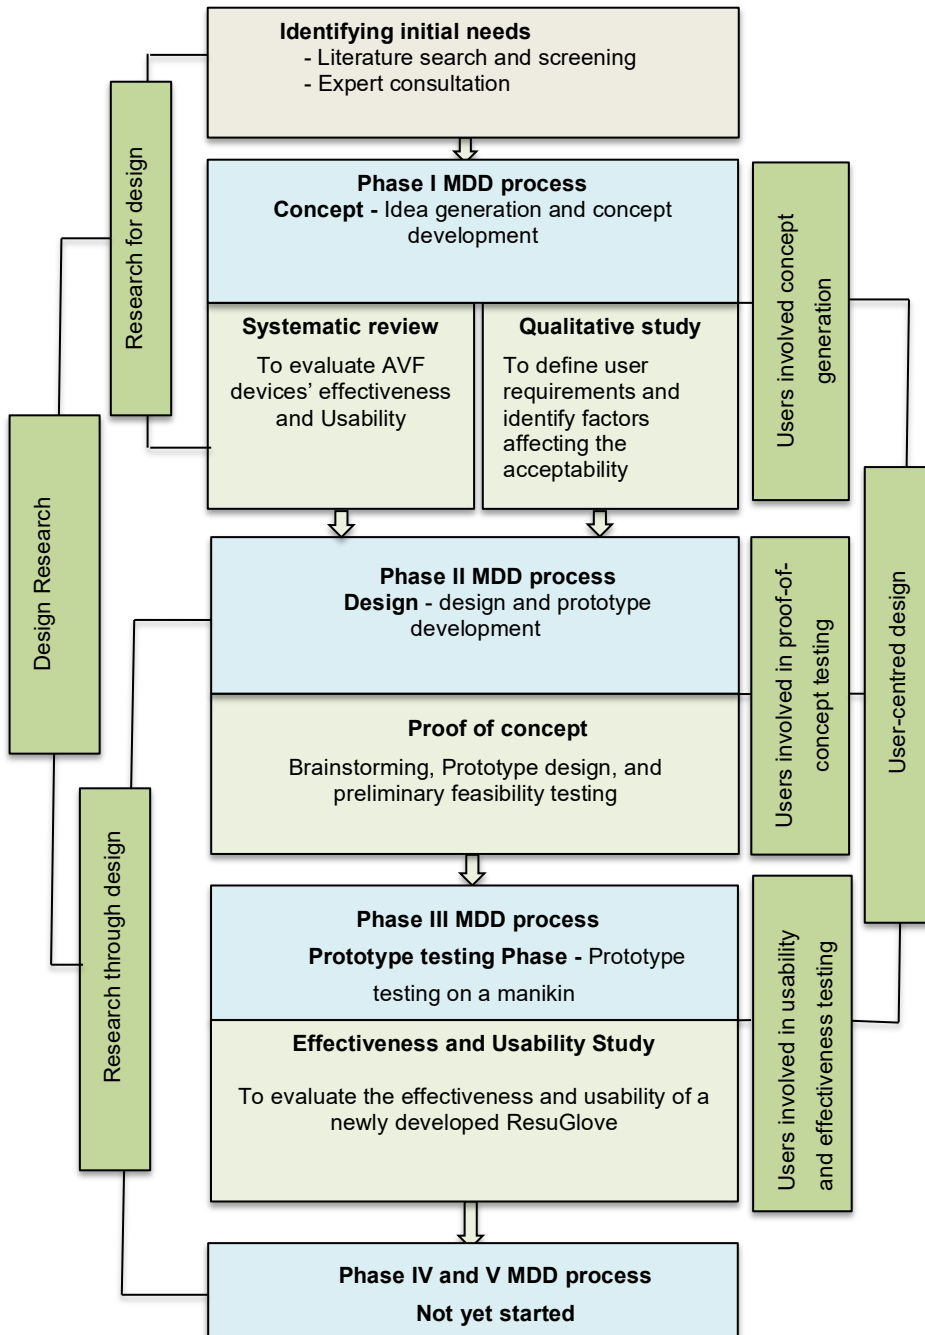 Identifying initial needs
- Literature search and screening
- Expert consultation
Research for design
Phase I MDD process
Concept - Idea generation and concept
development
Users involved concept
generation
Systematic review
To evaluate AVF
devices’ effectiveness
and Usability
Qualitative study
To define user
requirements and
identify factors
affecting the
acceptability
Design Research
Phase II MDD process
Design - design and prototype
development
Users involved in proof-of-
concept testing
User-centred design
Proof of concept
Brainstorming, Prototype design, and
preliminary feasibility testing
Research through design
Phase III MDD process
Prototype testing Phase - Prototype
testing on a manikin
Users involved in usability
and effectiveness testing
Effectiveness and Usability Study
To evaluate the effectiveness and usability of a
newly developed ResuGlove
Phase IV and V MDD process
Not yet started